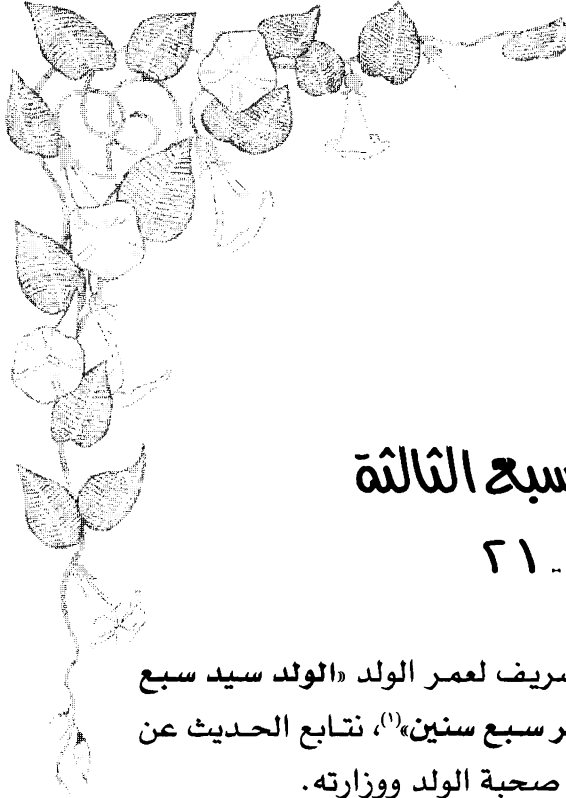 سبع الثالثة
.. ٢١
لعمر الولد «الولد سيد سبع
سبع سنين»(١)، نتابع الحديث عن
صحبة الولد ووزارته.